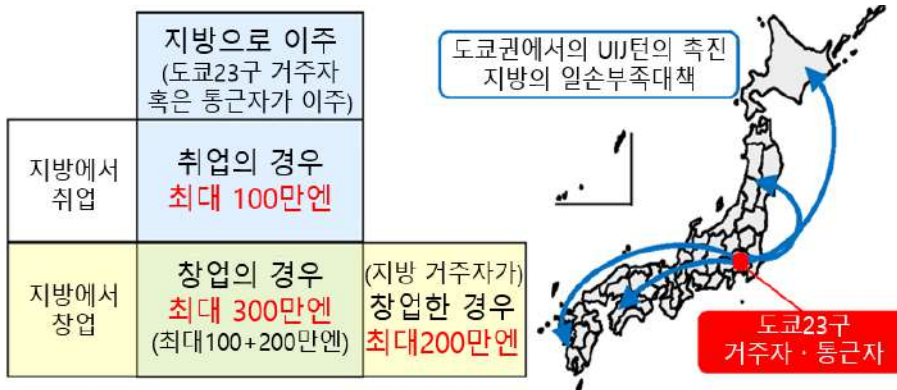 지방으로 이주
(도쿄23구 거주자
혹은 통근자가 이주)
지방에서
취업
취업의 경우
최대 100만엔
지방에서
창업
창업의 경우
최대 300만엔
(최대100+200만엔)
(지방 거주자가)
창업한 경우
최대200만엔
도쿄권에서의 UIJ턴의 촉진
지방의 일손부족대책
도쿄23구
거주자·통근자